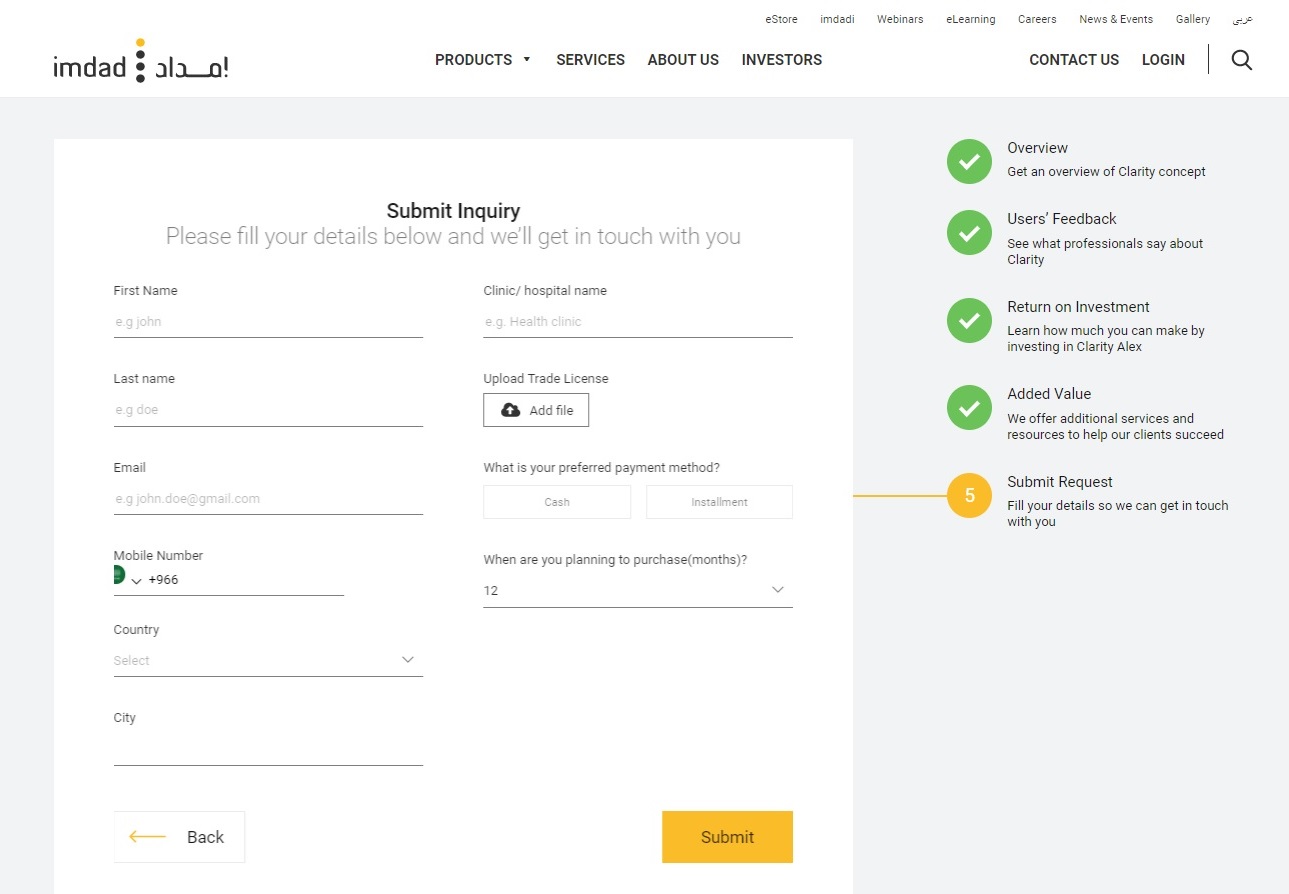 eStore imdadi Webinars eLearning Careers News & Events Gallery عربي
imdad امداد
PRODUCTS SERVICES ABOUT US INVESTORS CONTACT US LOGIN
Submit Inquiry
Please fill your details below and we'll get in touch with you
First Name
e.g john
Last name
e.g doe
Email
e.g john.doe@gmail.com
Mobile Number
+966
Country
Select
City
Clinic/ hospital name
e.g. Health clinic
Upload Trade License
Add file
What is your preferred payment method?
Cash Installment
When are you planning to purchase(months)?
12
Back
Submit
Overview
Get an overview of Clarity concept
Users’ Feedback
See what professionals say about
Clarity
Return on Investment
Learn how much you can make by
investing in Clarity Alex
Added Value
We offer additional services and
resources to help our clients succeed
5
Submit Request
Fill your details so we can get in touch
with you